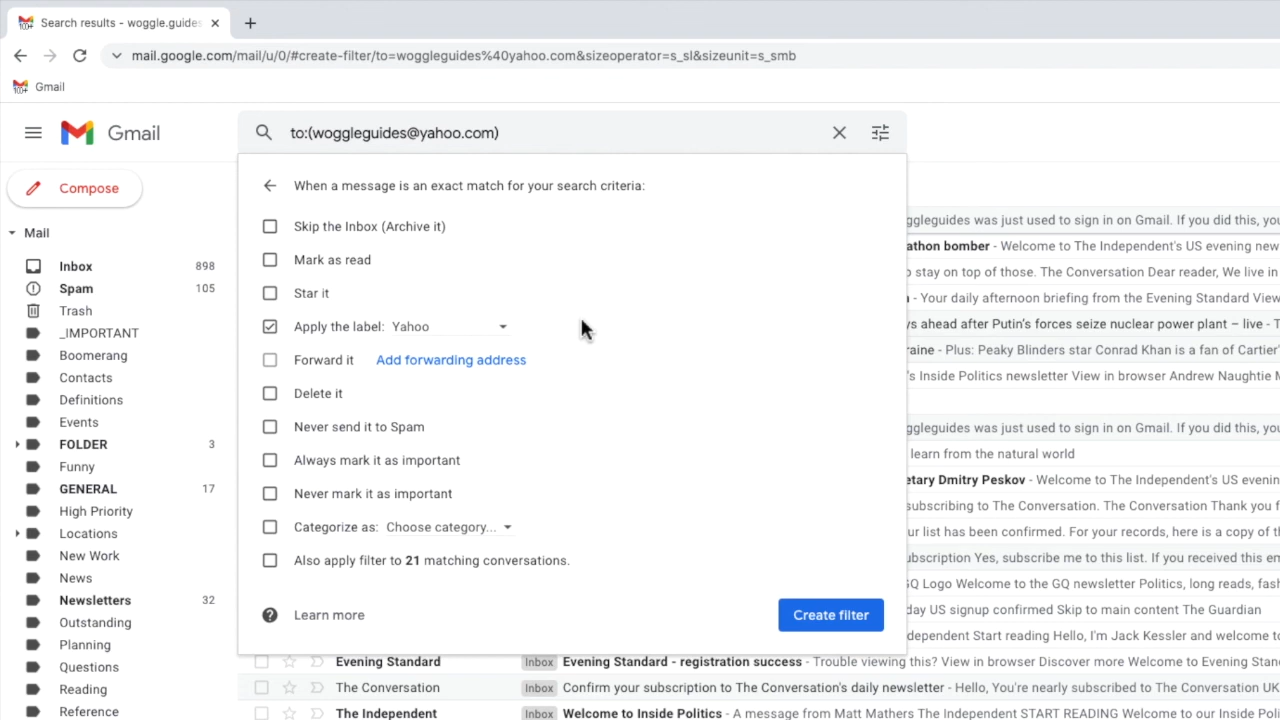 Search results - woggle.guides
mail.google.com/mail/u/0/#create-filter/to=woggleguides%40yahoo.com&sizeoperator=s_sl&sizeunit=s_smb
Gmail
Gmail
to:(woggleguides@yahoo.com)
Compose
When a message is an exact match for your search criteria:
Mail
Skip the Inbox (Archive it)
ggleguides was just used to sign in on Gmail. If you did this, you
athon bomber - Welcome to The Independent's US evening new
Inbox 898
Mark as read
stay on top of those. The Conversation Dear reader, We live in
Spam 105
Star it
- Your daily afternoon briefing from the Evening Standard View
Trash
Apply the label: Yahoo
ys ahead after Putin's forces seize nuclear power plant – live - T
_IMPORTANT
raine - Plus: Peaky Blinders star Conrad Khan is a fan of Cartier'
Boomerang
Forward it Add forwarding address
's Inside Politics newsletter View in browser Andrew Naughtie M
Contacts
Delete it
Definitions
Events
Never send it to Spam
ggleguides was just used to sign in on Gmail. If you did this, you
FOLDER 3
Always mark it as important
learn from the natural world
Funny
etary Dmitry Peskov - Welcome to The Independent's US evenin
GENERAL 17
Never mark it as important
subscribing to The Conversation. The Conversation Thank you f
High Priority
Categorize as: Choose category...
ur list has been confirmed. For your records, here is a copy of t
Locations
New Work
Also apply filter to 21 matching conversations.
ubscription Yes, subscribe me to this list. If you received this em
News
GQ Logo Welcome to the GQ newsletter Politics, long reads, fash
Newsletters 32
Learn more
Create filter
day US signup confirmed Skip to main content The Guardian
Outstanding
dependent Start reading Hello, I'm Jack Kessler and welcome to
Planning
Evening Standard Inbox Evening Standard - registration success - Trouble viewing this? View in browser Discover more Welcome to Evening Stand
Questions
The Conversation Inbox Confirm your subscription to The Conversation's daily newsletter - Hello, You're nearly subscribed to The Conversation UK
Reading
Reference
The Independent Inbox Welcome to Inside Politics - A message from Matt Mathers The Independent START READING Welcome to our Inside Poli